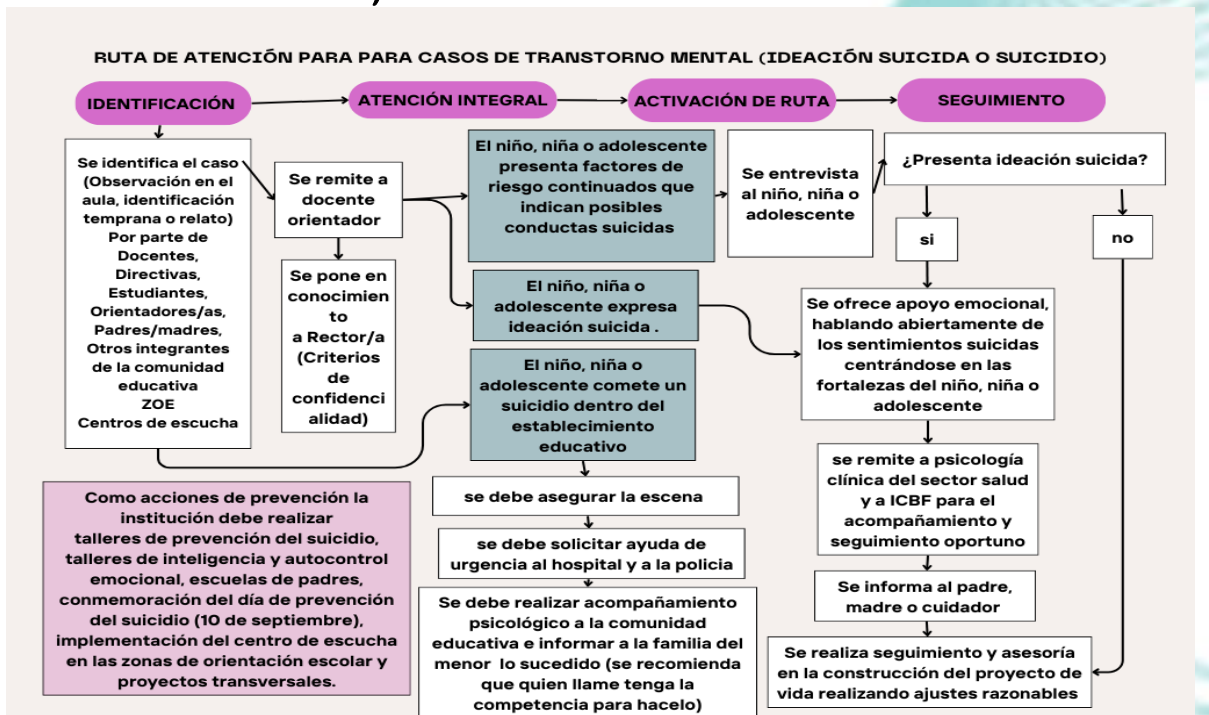 RUTA DE ATENCIÓN PARA PARA CASOS DE TRANSTORNO MENTAL (IDEACIÓN SUICIDA O SUICIDIO)
IDENTIFICACIÓN
ATENCIÓN INTEGRAL
ACTIVACIÓN DE RUTA
SEGUIMIENTO
Se identifica el caso
(Observación en el
aula, identificación
temprana o relato)
Por parte de
Docentes,
Directivas,
Estudiantes,
Orientadores/as,
Padres/madres,
Otros integrantes
de la comunidad
educativa
ZOE
Centros de escucha
Se remite a
docente
orientador
Se pone en
conocimien
to
a Rector/a
(Criterios
de
confidenci
alidad)
El niño, niña o adolescente
presenta factores de
riesgo continuados que
indican posibles
conductas suicidas
Se entrevista
al niño, niña o
adolescente
¿Presenta ideación suicida?
si
no
El niño, niña o
adolescente expresa
ideación suicida .
Se ofrece apoyo emocional,
hablando abiertamente de
los sentimientos suicidas
centrándose en las
fortalezas del niño, niña o
adolescente
El niño, niña o
adolescente comete un
suicidio dentro del
establecimiento
educativo
se debe asegurar la escena
se debe solicitar ayuda de
urgencia al hospital y a la policia
Se debe realizar acompañamiento
psicológico a la comunidad
educativa e informar a la familia del
menor lo sucedido (se recomienda
que quien llame tenga la
competencia para hacelo)
se remite a psicología
clínica del sector salud
y a ICBF para el
acompañamiento y
seguimiento oportuno
Se informa al padre,
madre o cuidador
Se realiza seguimiento y asesoría
en la construcción del proyecto de
vida realizando ajustes razonables
Como acciones de prevención la
institución debe realizar
talleres de prevención del suicidio,
talleres de inteligencia y autocontrol
emocional, escuelas de padres,
conmemoración del día de prevención
del suicidio (10 de septiembre),
implementación del centro de escucha
en las zonas de orientación escolar y
proyectos transversales.